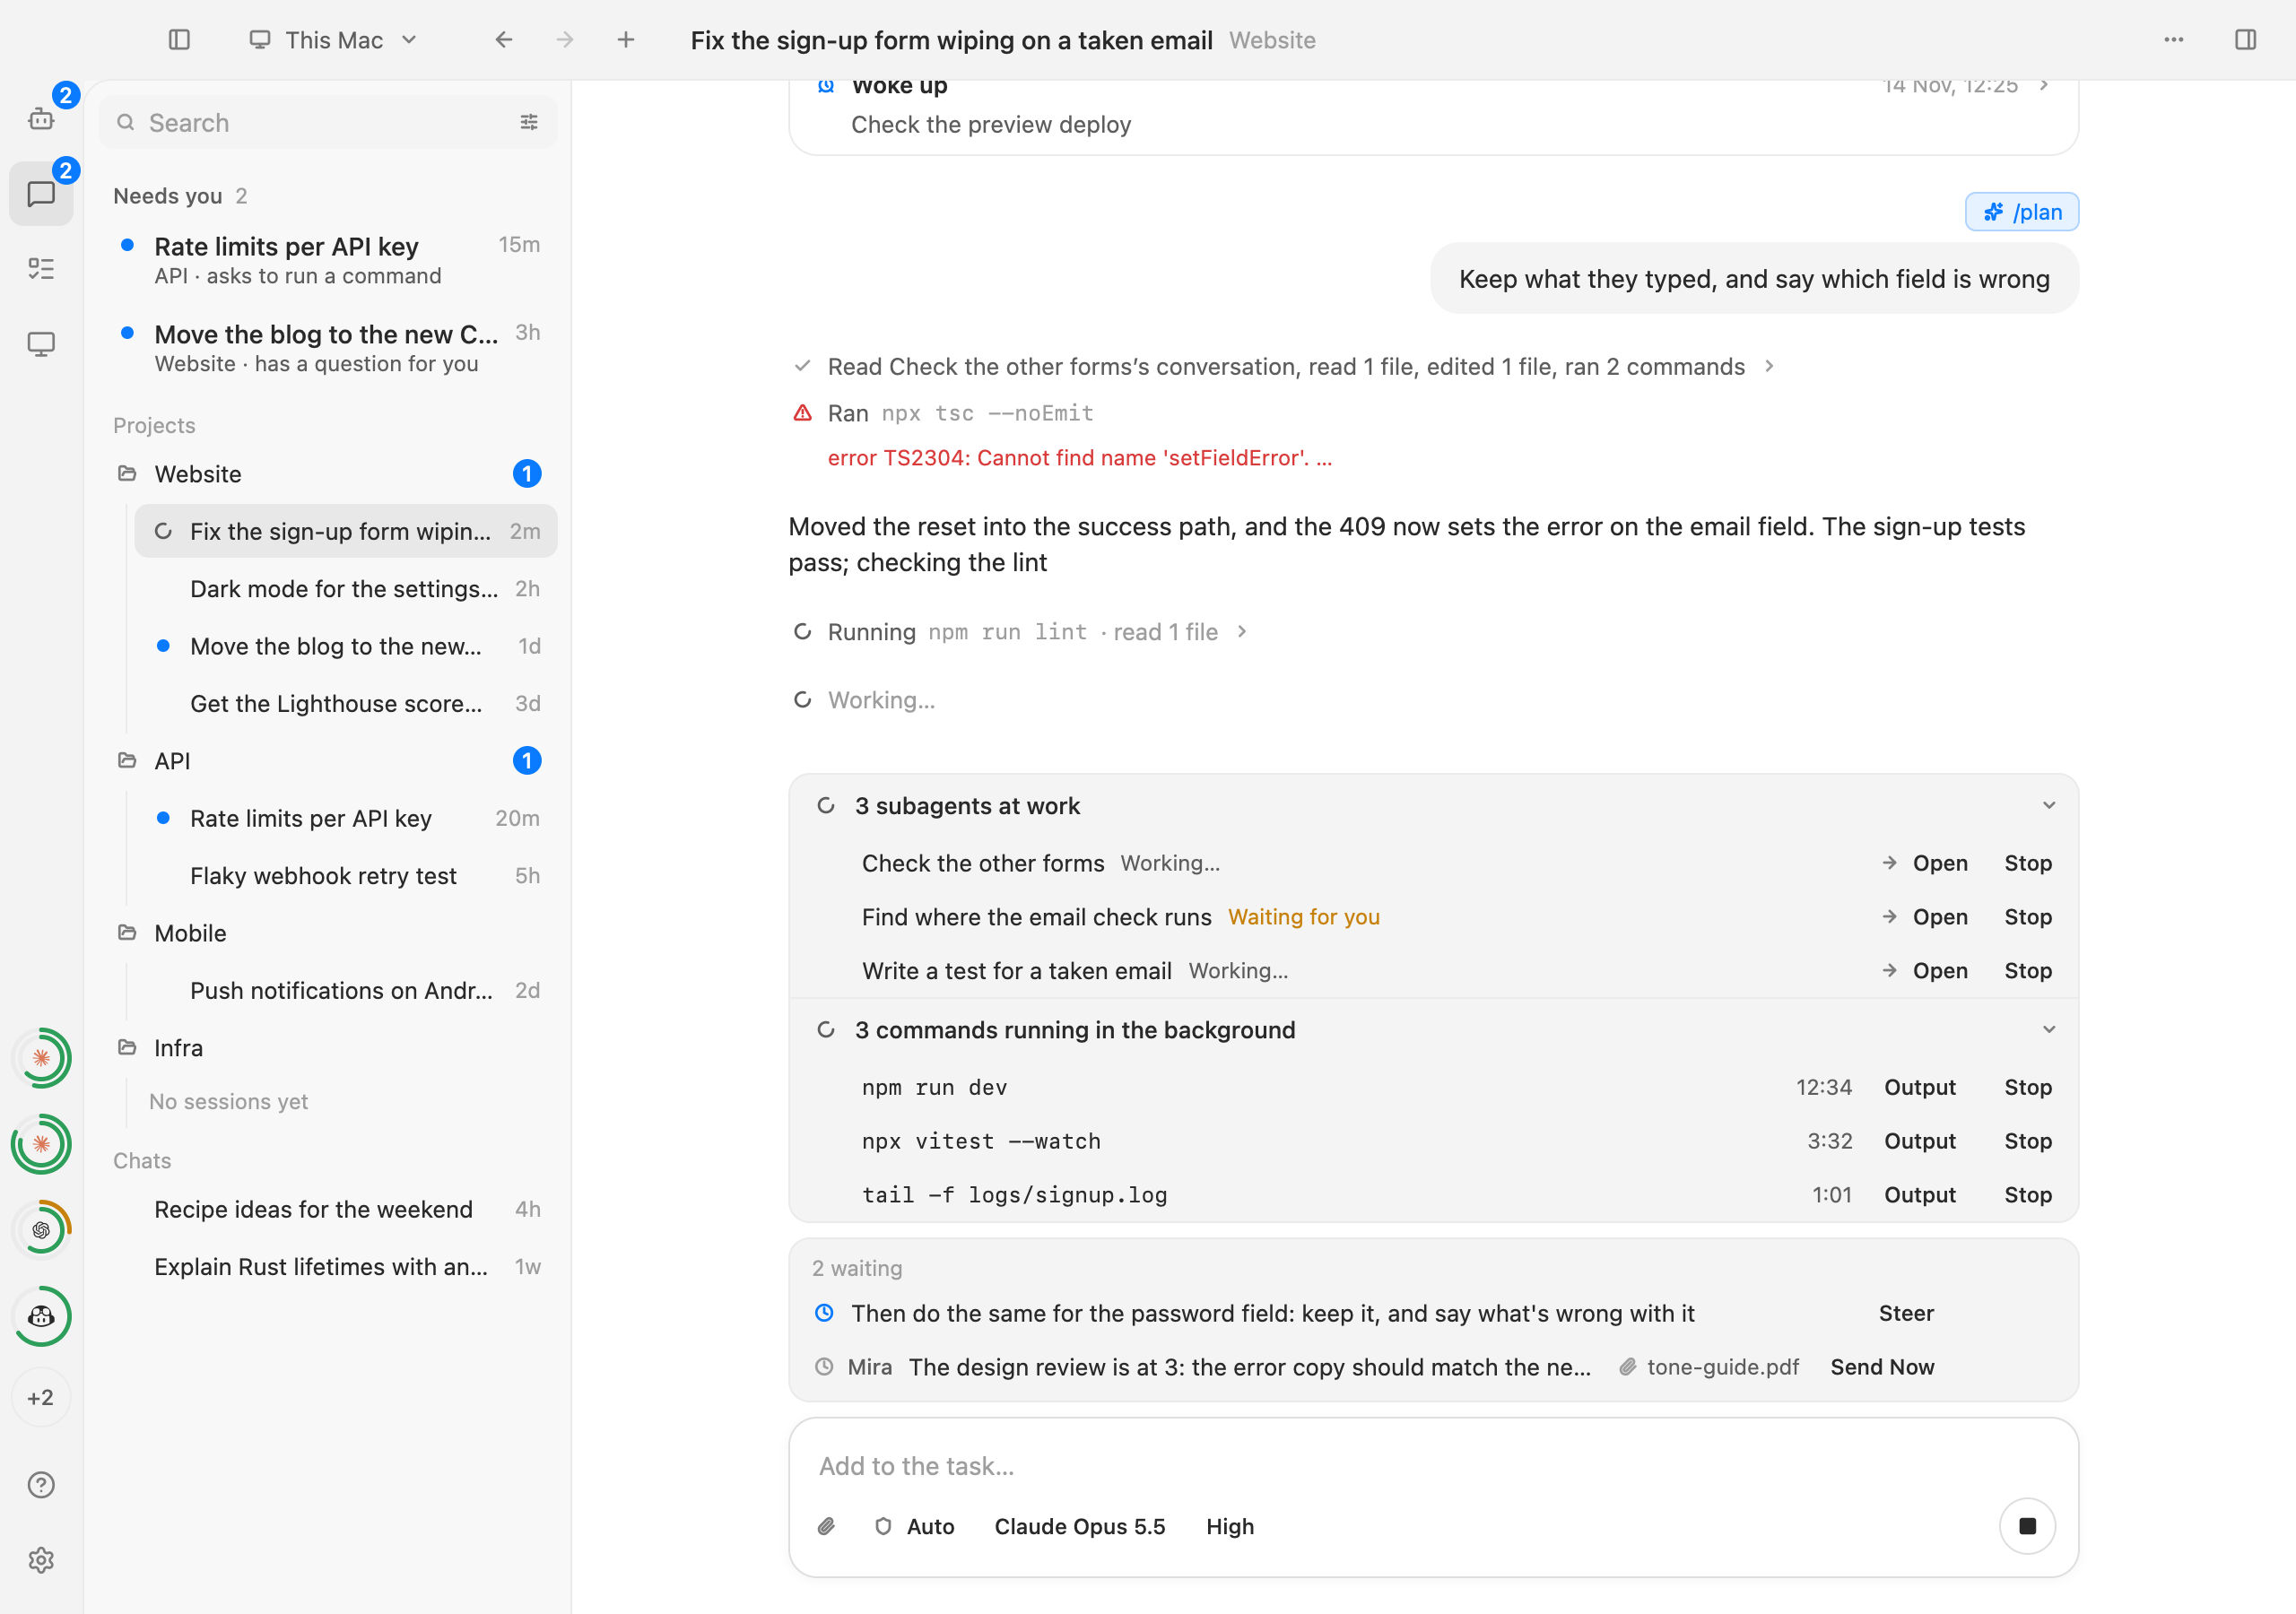 This Mac
Fix the sign-up form wiping on a taken email Website
2
2
Search
Needs you 2
Rate limits per API key 15m
API · asks to run a command
Move the blog to the new C... 3h
Website · has a question for you
Projects
Website 1
Fix the sign-up form wipin... 2m
Dark mode for the settings... 2h
Move the blog to the new... 1d
Get the Lighthouse score... 3d
API 1
Rate limits per API key 20m
Flaky webhook retry test 5h
Mobile
Push notifications on Andr... 2d
Infra
No sessions yet
Chats
Recipe ideas for the weekend 4h
Explain Rust lifetimes with an... 1w
+2
Woke up 14 Nov, 12:25
Check the preview deploy
/plan
Keep what they typed, and say which field is wrong
Read Check the other forms’s conversation, read 1 file, edited 1 file, ran 2 commands
Ran npx tsc --noEmit
error TS2304: Cannot find name 'setFieldError'. ...
Moved the reset into the success path, and the 409 now sets the error on the email field. The sign-up tests
pass; checking the lint
Running npm run lint · read 1 file
Working...
3 subagents at work
Check the other forms Working... Open Stop
Find where the email check runs Waiting for you Open Stop
Write a test for a taken email Working... Open Stop
3 commands running in the background
npm run dev 12:34 Output Stop
npx vitest --watch 3:32 Output Stop
tail -f logs/signup.log 1:01 Output Stop
2 waiting
Then do the same for the password field: keep it, and say what's wrong with it Steer
Mira The design review is at 3: the error copy should match the ne... tone-guide.pdf Send Now
Add to the task...
Auto Claude Opus 5.5 High